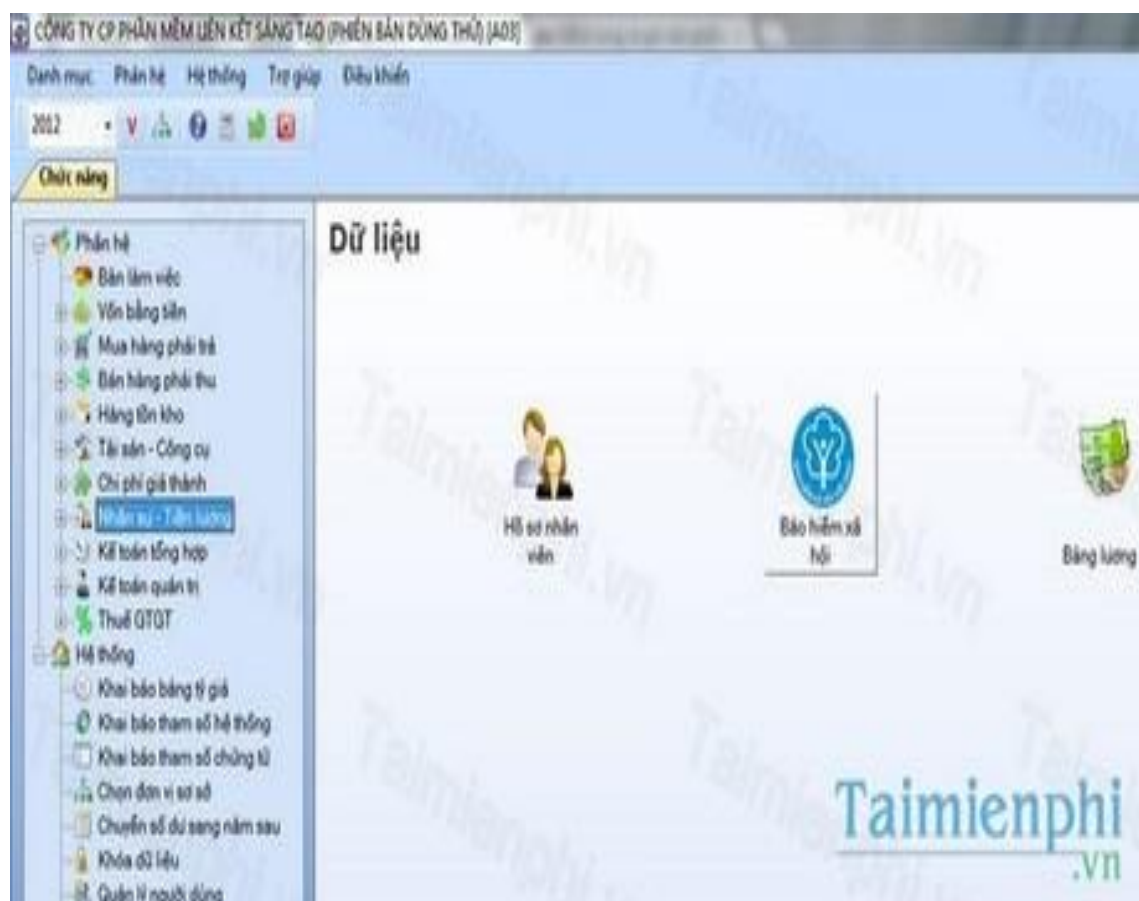 CÔNG TY CP PHẦN MỀM LIÊN KẾT SÁNG TẠO (PHIÊN BẢN DÙNG THỬ) [A03]
Danh mục Phân hệ Hệ thống Trợ giúp Điều khiển
2012
Chức năng
Phân hệ
Bàn làm việc
Vốn bằng tiền
Mua hàng phải trả
Bán hàng phải thu
Hàng tồn kho
Tài sản - Công cụ
Chi phí giá thành
Nhân sự - Tiền lương
Kế toán tổng hợp
Kế toán quản trị
Thuế GTGT
Hệ thống
Khai báo bảng tỷ giá
Khai báo tham số hệ thống
Khai báo tham số chứng từ
Chọn đơn vị sơ sở
Chuyển số dư sang năm sau
Khóa dữ liệu
Quản lý người dùng
Dữ liệu
Hồ sơ nhân
viên
Bảo hiểm xã
hội
Bảng lương
Taimienphi
.vn